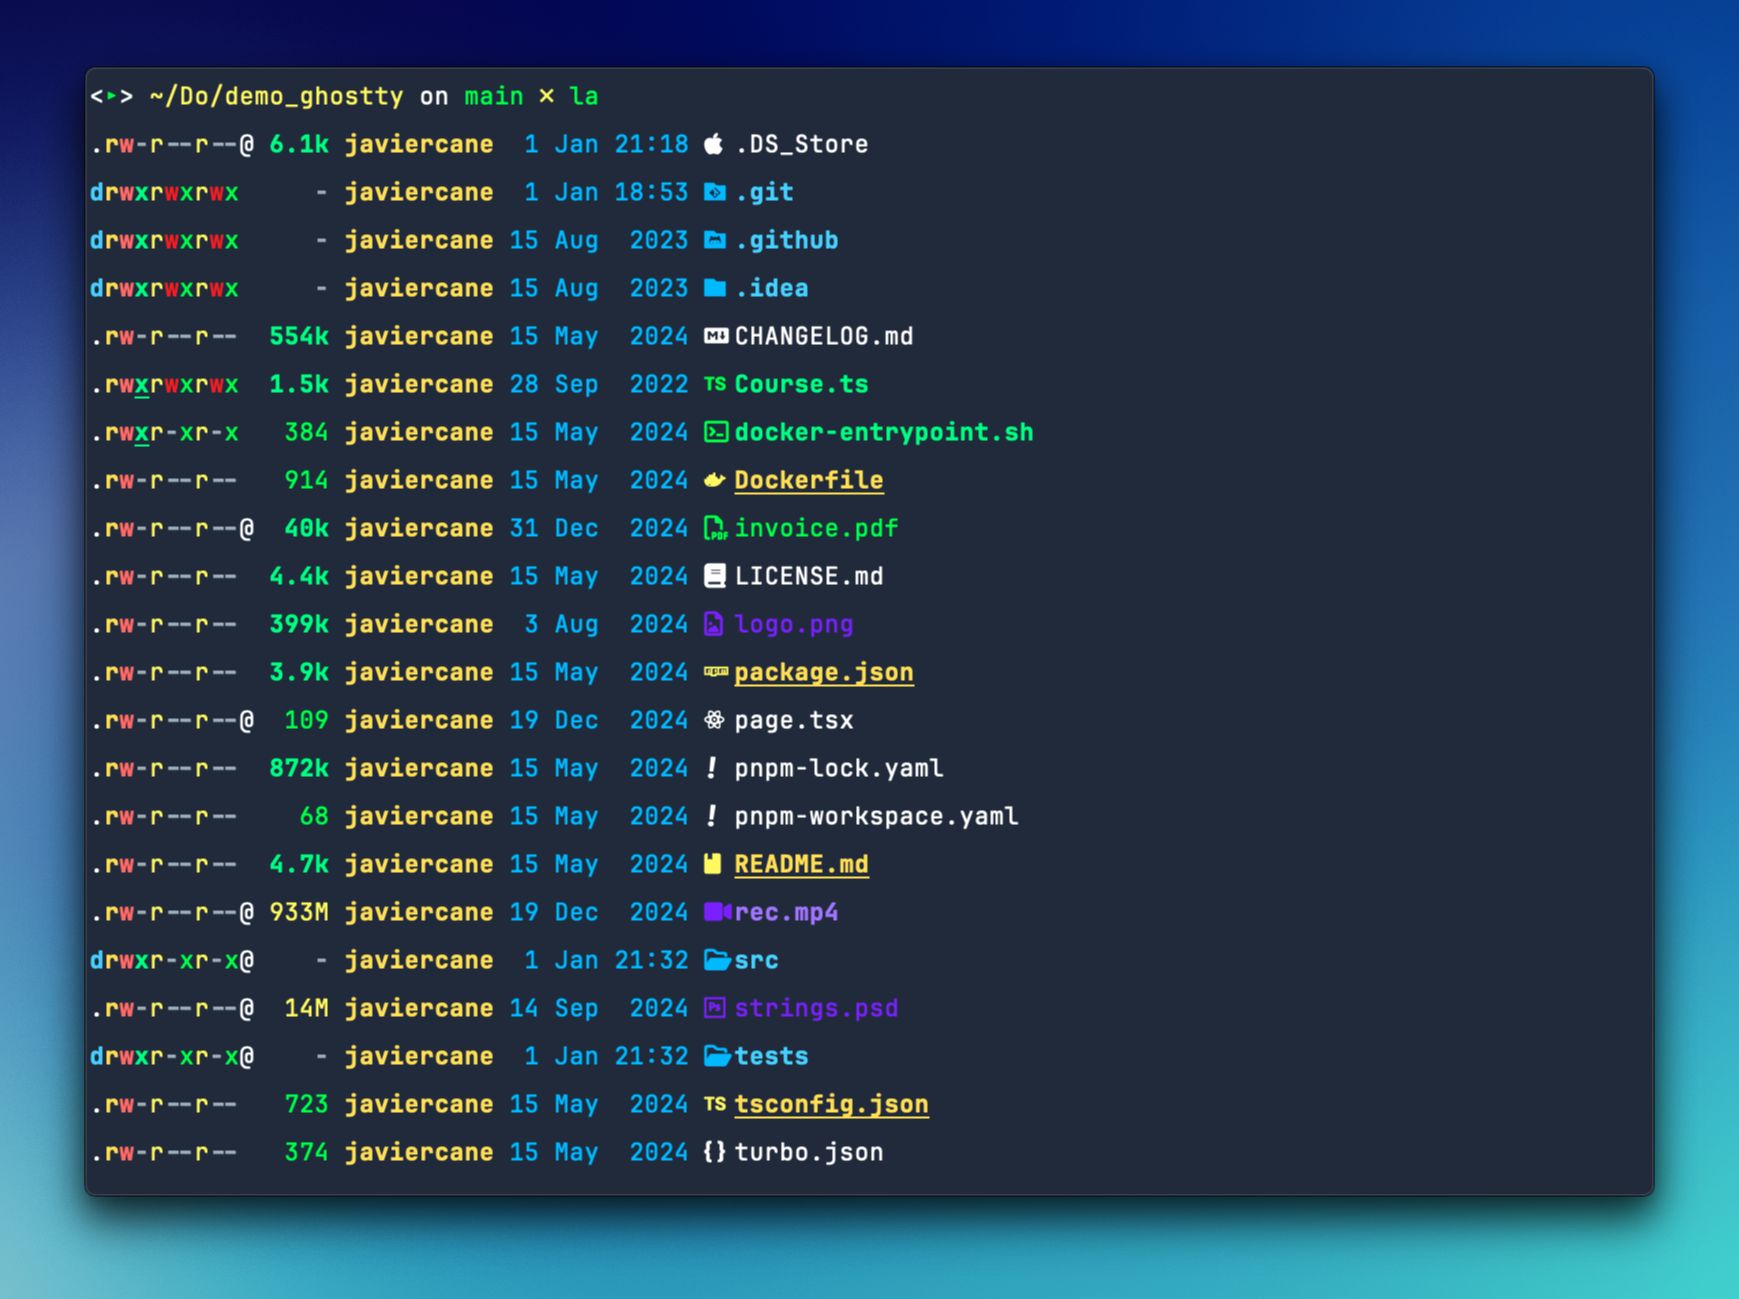 <▸> ~/Do/demo_ghostty on main × la
.rw-r--r--@ 6.1k javiercane  1 Jan 21:18 .DS_Store
drwxrwxrwx     - javiercane  1 Jan 18:53 .git
drwxrwxrwx     - javiercane 15 Aug  2023 .github
drwxrwxrwx     - javiercane 15 Aug  2023 .idea
.rw-r--r--  554k javiercane 15 May  2024 M↓ CHANGELOG.md
.rwxrwxrwx  1.5k javiercane 28 Sep  2022 TS Course.ts
.rwxr-xr-x   384 javiercane 15 May  2024 >_ docker-entrypoint.sh
.rw-r--r--   914 javiercane 15 May  2024 Dockerfile
.rw-r--r--@  40k javiercane 31 Dec  2024 PDF invoice.pdf
.rw-r--r--  4.4k javiercane 15 May  2024 LICENSE.md
.rw-r--r--  399k javiercane  3 Aug  2024 logo.png
.rw-r--r--  3.9k javiercane 15 May  2024 npm package.json
.rw-r--r--@  109 javiercane 19 Dec  2024 page.tsx
.rw-r--r--  872k javiercane 15 May  2024 ! pnpm-lock.yaml
.rw-r--r--    68 javiercane 15 May  2024 ! pnpm-workspace.yaml
.rw-r--r--  4.7k javiercane 15 May  2024 README.md
.rw-r--r--@ 933M javiercane 19 Dec  2024 rec.mp4
drwxr-xr-x@    - javiercane  1 Jan 21:32 src
.rw-r--r--@  14M javiercane 14 Sep  2024 Ps strings.psd
drwxr-xr-x@    - javiercane  1 Jan 21:32 tests
.rw-r--r--   723 javiercane 15 May  2024 TS tsconfig.json
.rw-r--r--   374 javiercane 15 May  2024 {} turbo.json